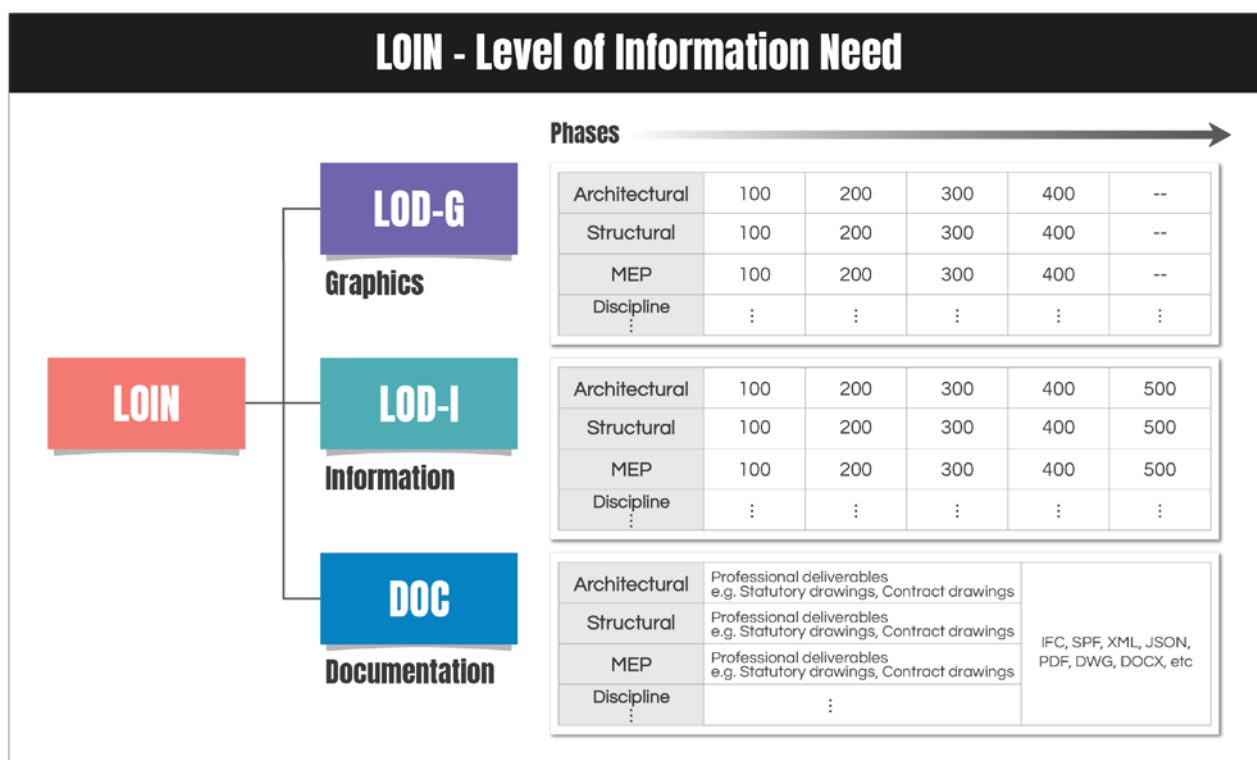 LOIN - Level of Information Need
Phases
LOD-G
Graphics
Architectural 100 200 300 400 --
Structural 100 200 300 400 --
MEP 100 200 300 400 --
Discipline
⋮ ⋮ ⋮ ⋮ ⋮ ⋮
LOIN
LOD-I
Information
Architectural 100 200 300 400 500
Structural 100 200 300 400 500
MEP 100 200 300 400 500
Discipline
⋮ ⋮ ⋮ ⋮ ⋮ ⋮
DOC
Documentation
Architectural
Professional deliverables
e.g. Statutory drawings, Contract drawings
Structural
Professional deliverables
e.g. Statutory drawings, Contract drawings
MEP
Professional deliverables
e.g. Statutory drawings, Contract drawings
Discipline
⋮ ⋮
IFC, SPF, XML, JSON,
PDF, DWG, DOCX, etc